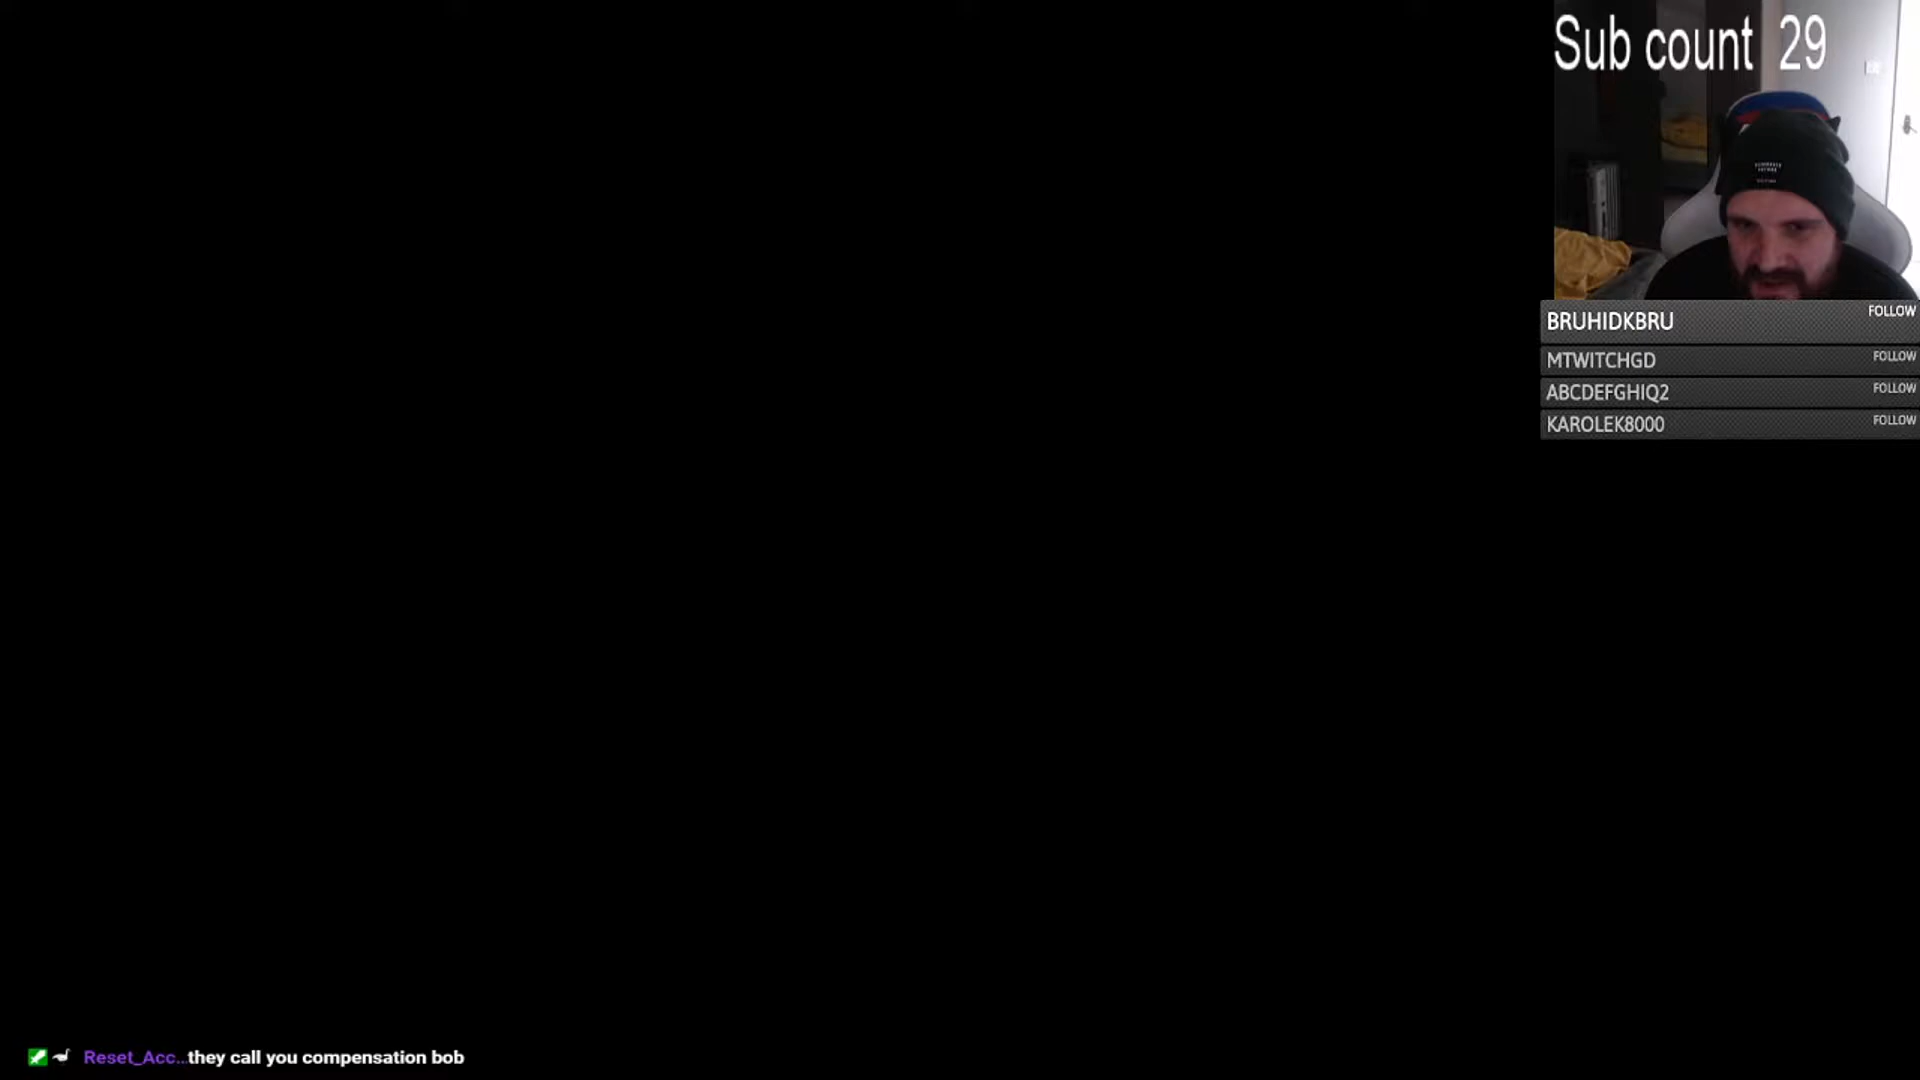 Sub count 29
BRUHIDKBRU FOLLOW
MTWITCHGD FOLLOW
ABCDEFGHIQ2 FOLLOW
KAROLEK8000 FOLLOW
Reset_Acc...they call you compensation bob